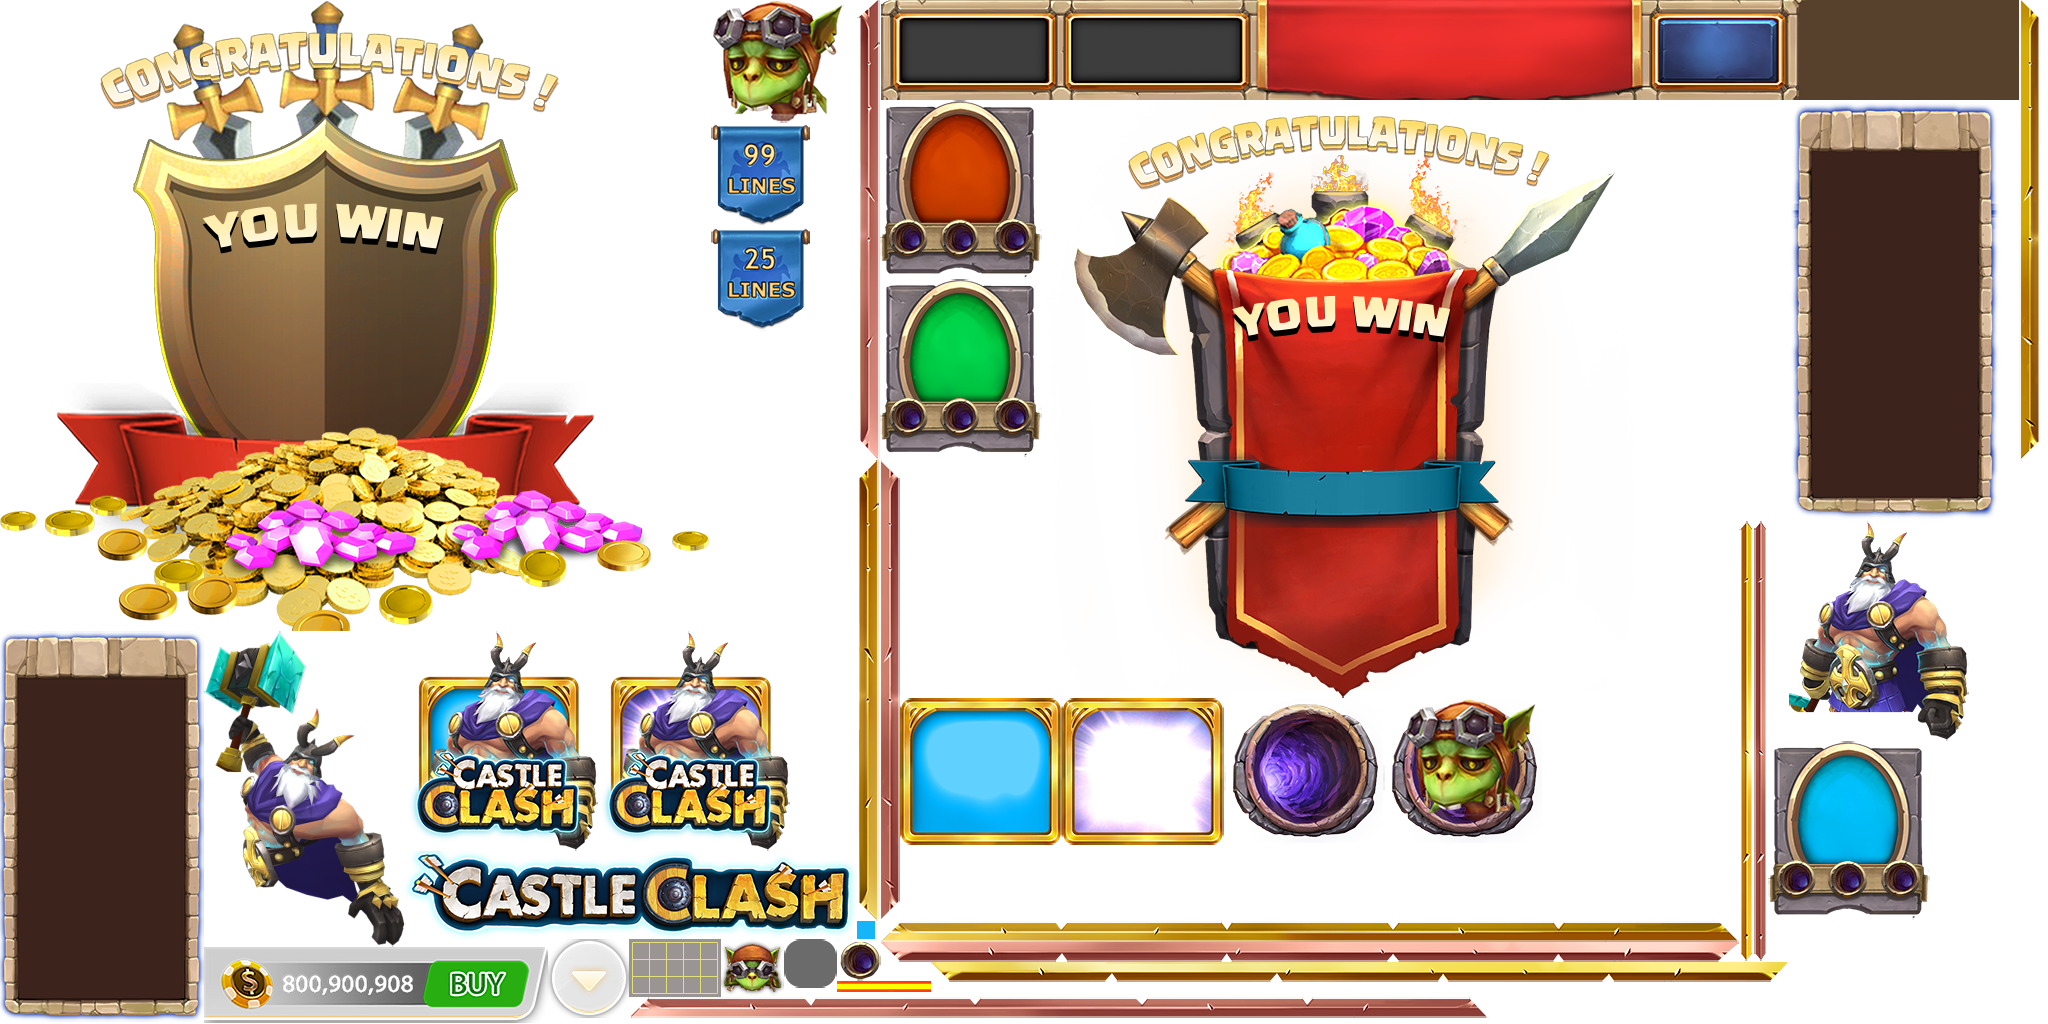 CONGRATULATIONS !
YOU WIN
99
LINES
25
LINES
CONGRATULATIONS !
YOU WIN
CASTLE
CLASH
CASTLE
CLASH
CASTLE CLASH
$ 800,900,908 BUY